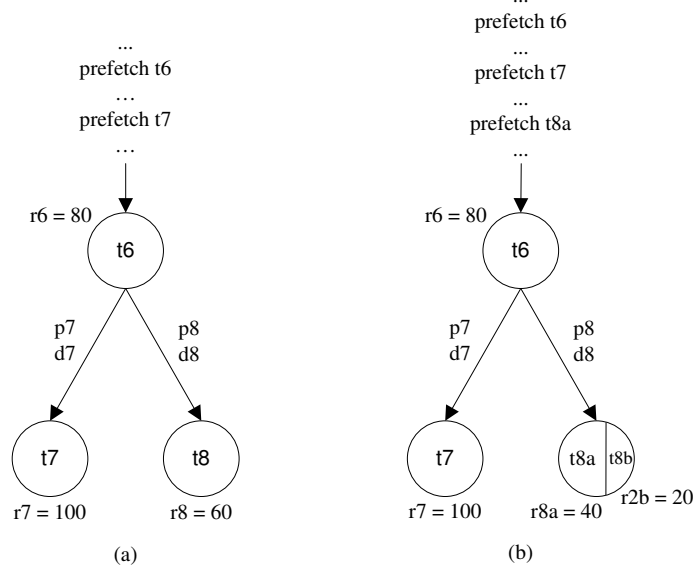 ...
prefetch t6
...
prefetch t7
...
r6 = 80
t6
p7
d7
p8
d8
t7
t8
r7 = 100
r8 = 60
(a)
...
prefetch t6
...
prefetch t7
...
prefetch t8a
...
r6 = 80
t6
p7
d7
p8
d8
t7
t8a
t8b
r7 = 100
r8a = 40
r2b = 20
(b)